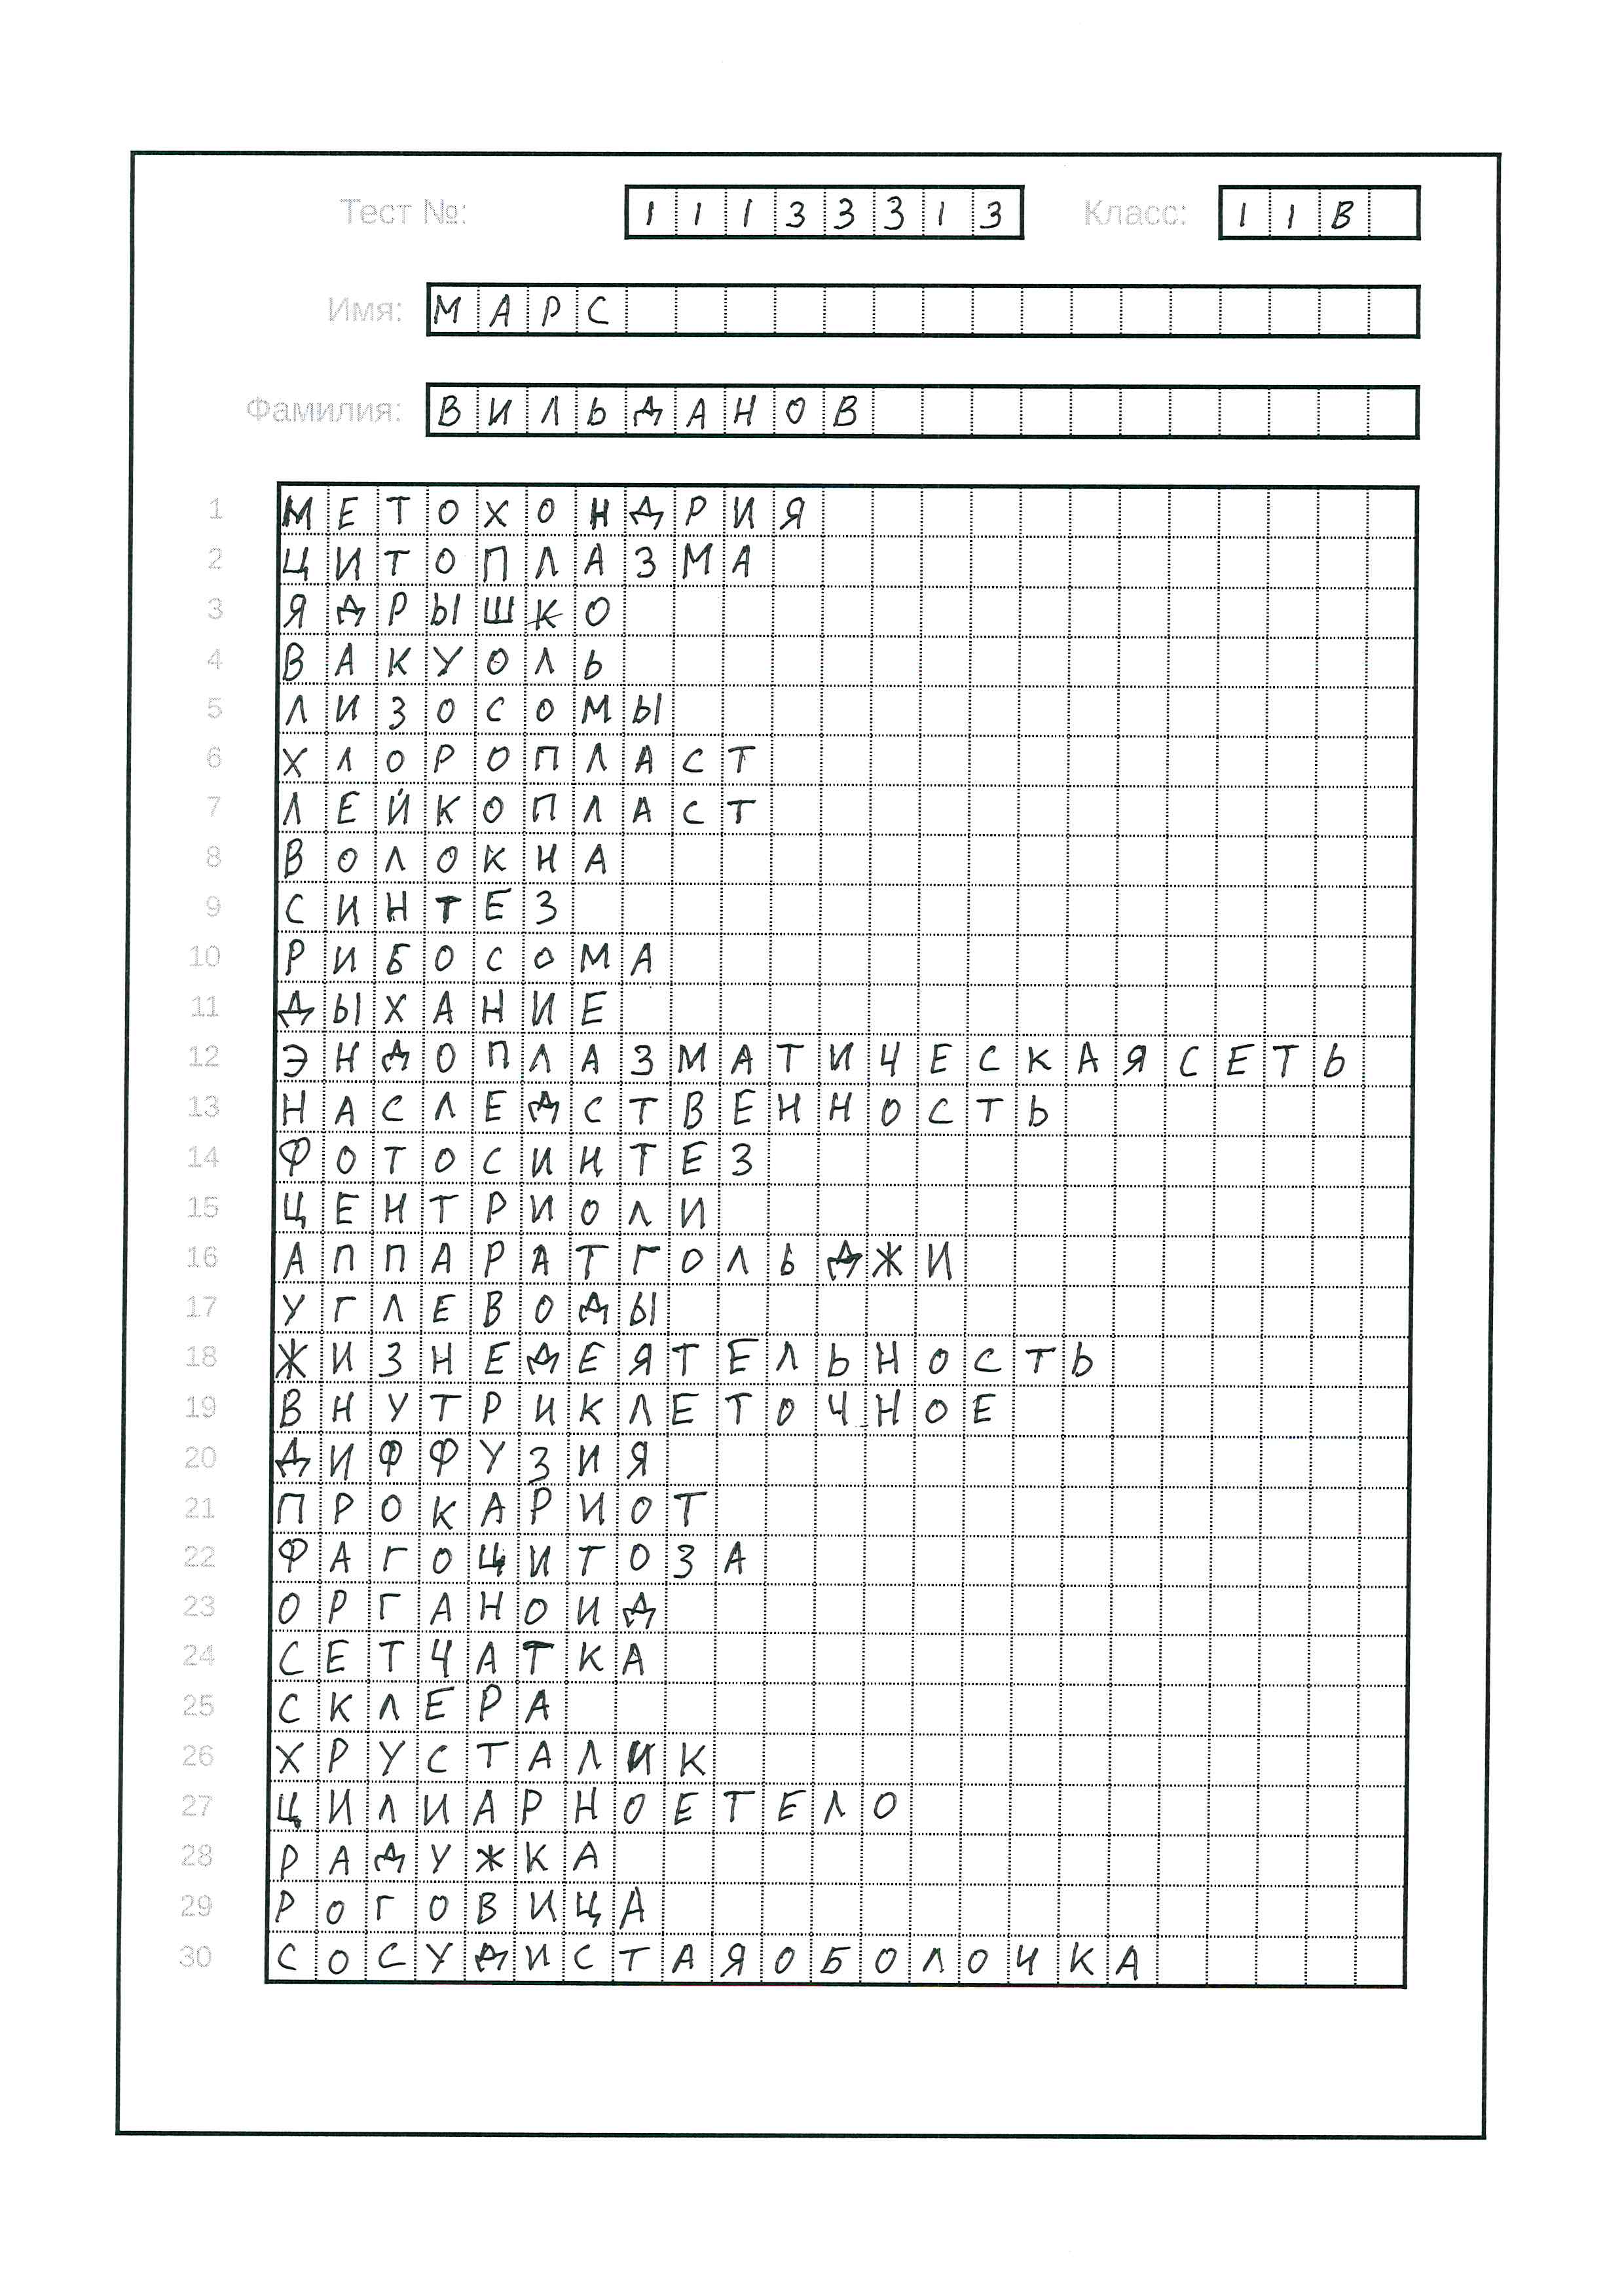 Тест №: 11133313 Класс: 11В
Имя: МАРС
Фамилия: ВИЛЬДАНОВ
1 МЕТОХОНДРИЯ
2 ЦИТОПЛАЗМА
3 ЯДРЫШКО
4 ВАКУОЛЬ
5 ЛИЗОСОМЫ
6 ХЛОРОПЛАСТ
7 ЛЕЙКОПЛАСТ
8 ВОЛОКНА
9 СИНТЕЗ
10 РИБОСОМА
11 ДЫХАНИЕ
12 ЭНДОПЛАЗМАТИЧЕСКАЯСЕТЬ
13 НАСЛЕДСТВЕННОСТЬ
14 ФОТОСИНТЕЗ
15 ЦЕНТРИОЛИ
16 АППАРАТГОЛЬДЖИ
17 УГЛЕВОДЫ
18 ЖИЗНЕДЕЯТЕЛЬНОСТЬ
19 ВНУТРИКЛЕТОЧНОЕ
20 ДИФФУЗИЯ
21 ПРОКАРИОТ
22 ФАГОЦИТОЗА
23 ОРГАНОИД
24 СЕТЧАТКА
25 СКЛЕРА
26 ХРУСТАЛИК
27 ЦИЛИАРНОЕТЕЛО
28 РАДУЖКА
29 РОГОВИЦА
30 СОСУДИСТАЯОБОЛОЧКА